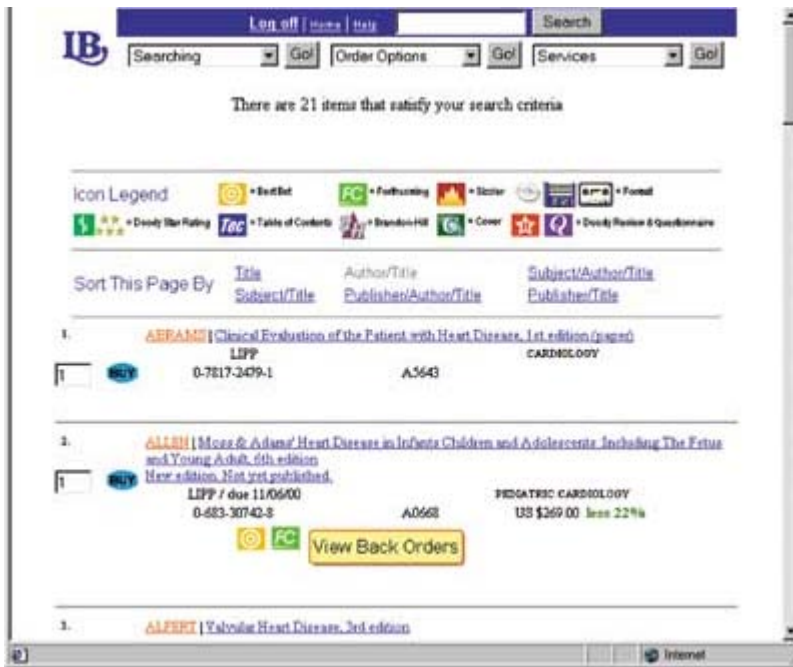 Log off | Home | Help Search
LB Searching Go! Order Options Go! Services Go!
There are 21 items that satisfy your search criteria
Icon Legend = Best Bet FC = Forthcoming = Sizzler = Format
= Doody Star Rating Toc = Table of Contents = Brandon-Hill = Cover Q = Doody Review & Questionnaire
Sort This Page By Title Author/Title Subject/Author/Title
Subject/Title Publisher/Author/Title Publisher/Title
1. ABRAMS | Clinical Evaluation of the Patient with Heart Disease, 1st edition (paper)
LIPP CARDIOLOGY
1 BUY 0-7817-2479-1 A5643
2. ALLEN | Moss & Adams' Heart Disease in Infants Children and Adolescents: Including The Fetus
and Young Adult, 6th edition
1 BUY New edition. Not yet published.
LIPP / due 11/06/00 PEDIATRIC CARDIOLOGY
0-683-30742-8 A0668 US $269.00 less 22%
FC View Back Orders
3. ALPERT | Valvular Heart Disease, 3rd edition
Internet